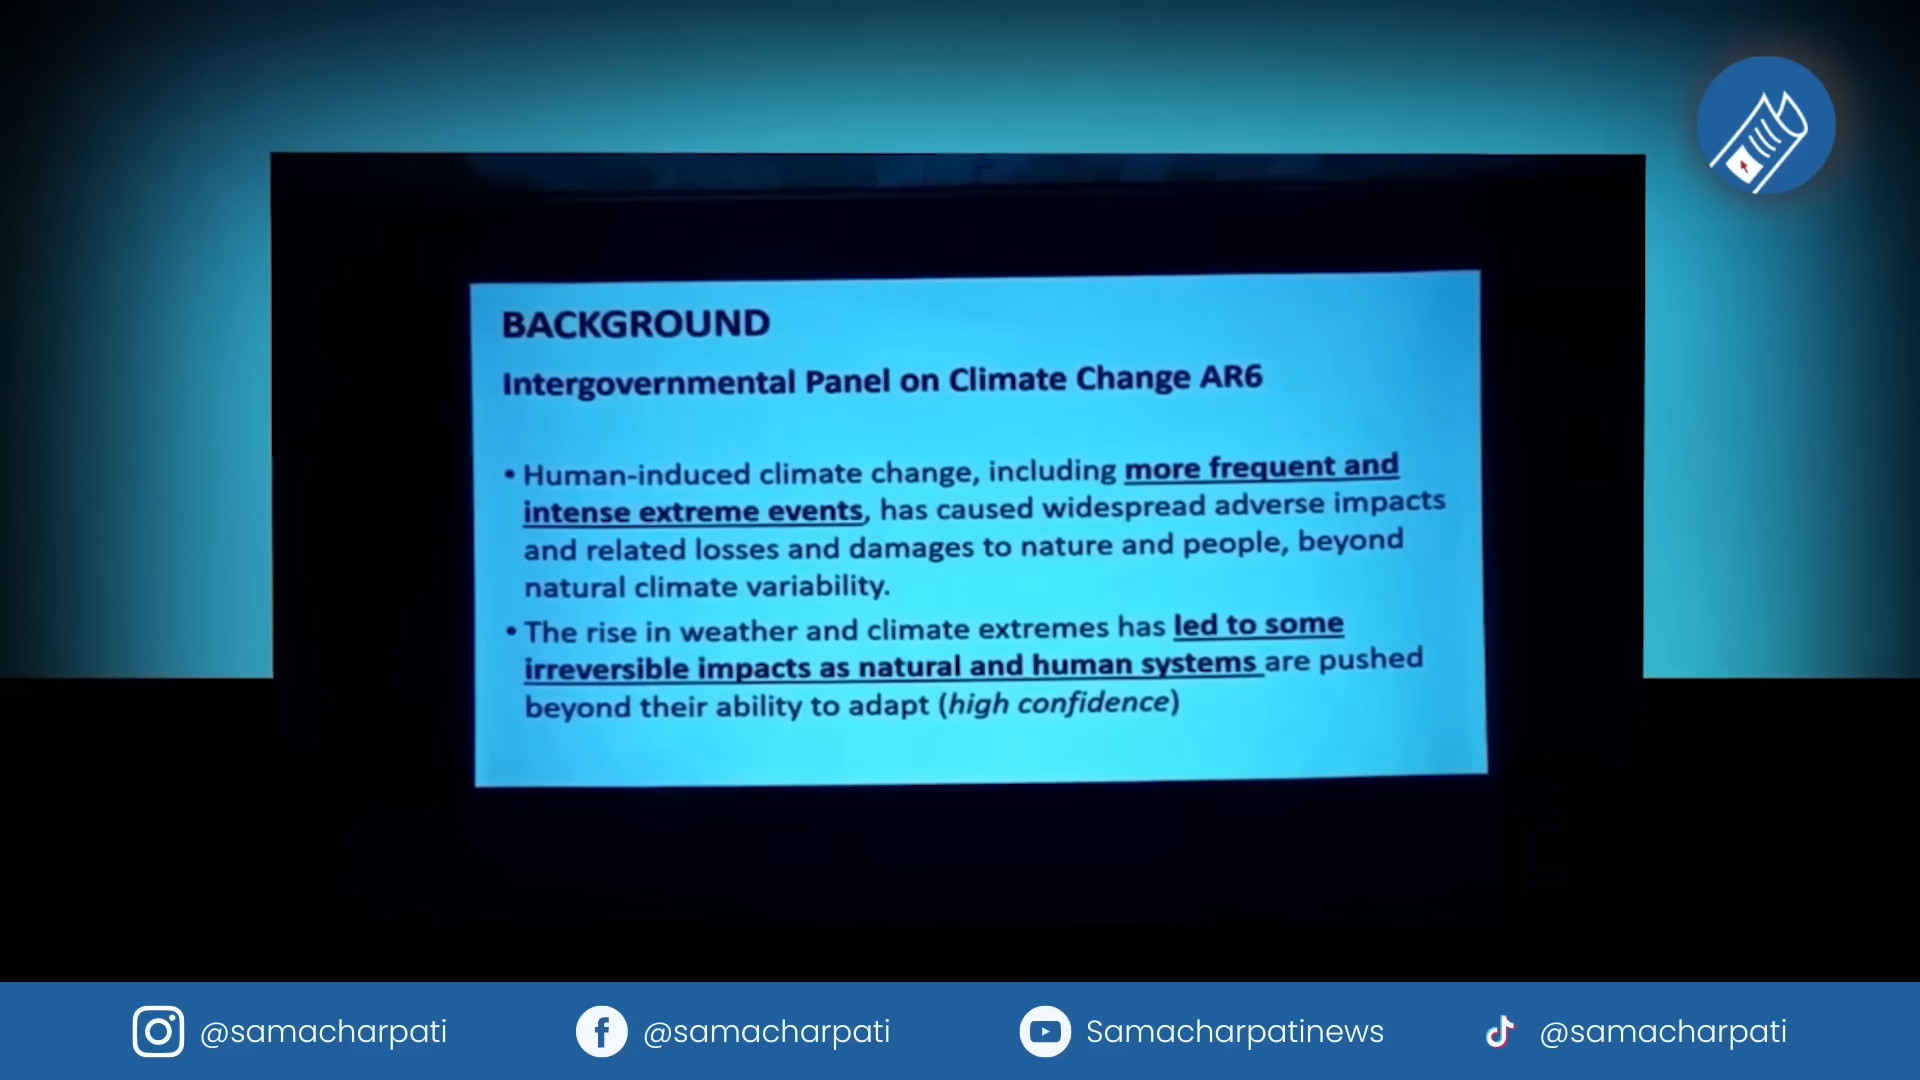 BACKGROUND
Intergovernmental Panel on Climate Change AR6
• Human-induced climate change, including more frequent and
intense extreme events, has caused widespread adverse impacts
and related losses and damages to nature and people, beyond
natural climate variability.
• The rise in weather and climate extremes has led to some
irreversible impacts as natural and human systems are pushed
beyond their ability to adapt (high confidence)
@samacharpati
@samacharpati
Samacharpatinews
@samacharpati